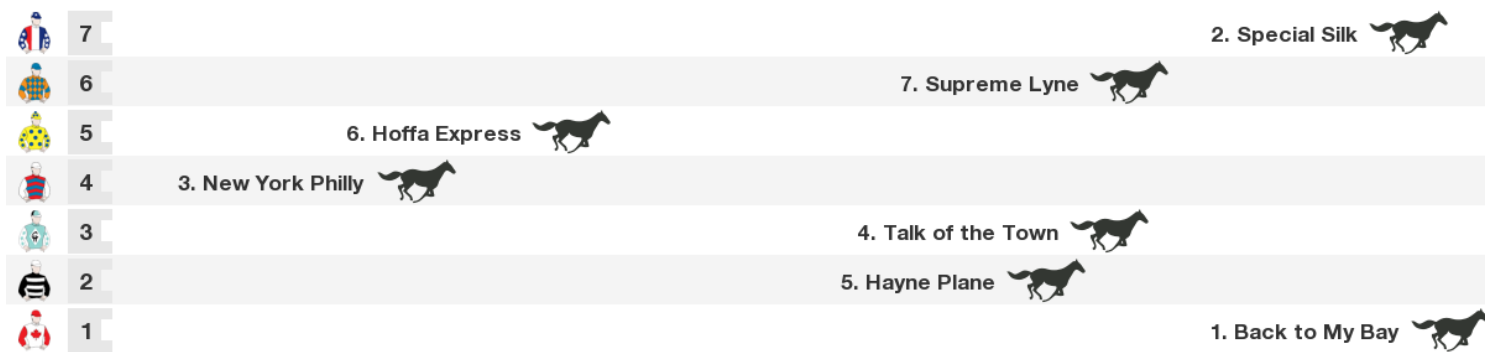 7 2. Special Silk
6 7. Supreme Lyne
5 6. Hoffa Express
4 3. New York Philly
3 4. Talk of the Town
2 5. Hayne Plane
1 1. Back to My Bay